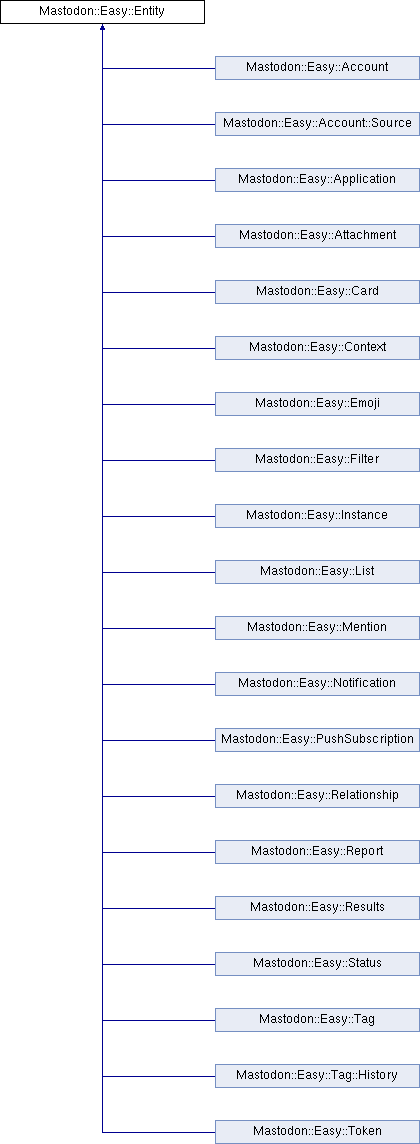 Mastodon::Easy::Entity
Mastodon::Easy::Account
Mastodon::Easy::Account::Source
Mastodon::Easy::Application
Mastodon::Easy::Attachment
Mastodon::Easy::Card
Mastodon::Easy::Context
Mastodon::Easy::Emoji
Mastodon::Easy::Filter
Mastodon::Easy::Instance
Mastodon::Easy::List
Mastodon::Easy::Mention
Mastodon::Easy::Notification
Mastodon::Easy::PushSubscription
Mastodon::Easy::Relationship
Mastodon::Easy::Report
Mastodon::Easy::Results
Mastodon::Easy::Status
Mastodon::Easy::Tag
Mastodon::Easy::Tag::History
Mastodon::Easy::Token